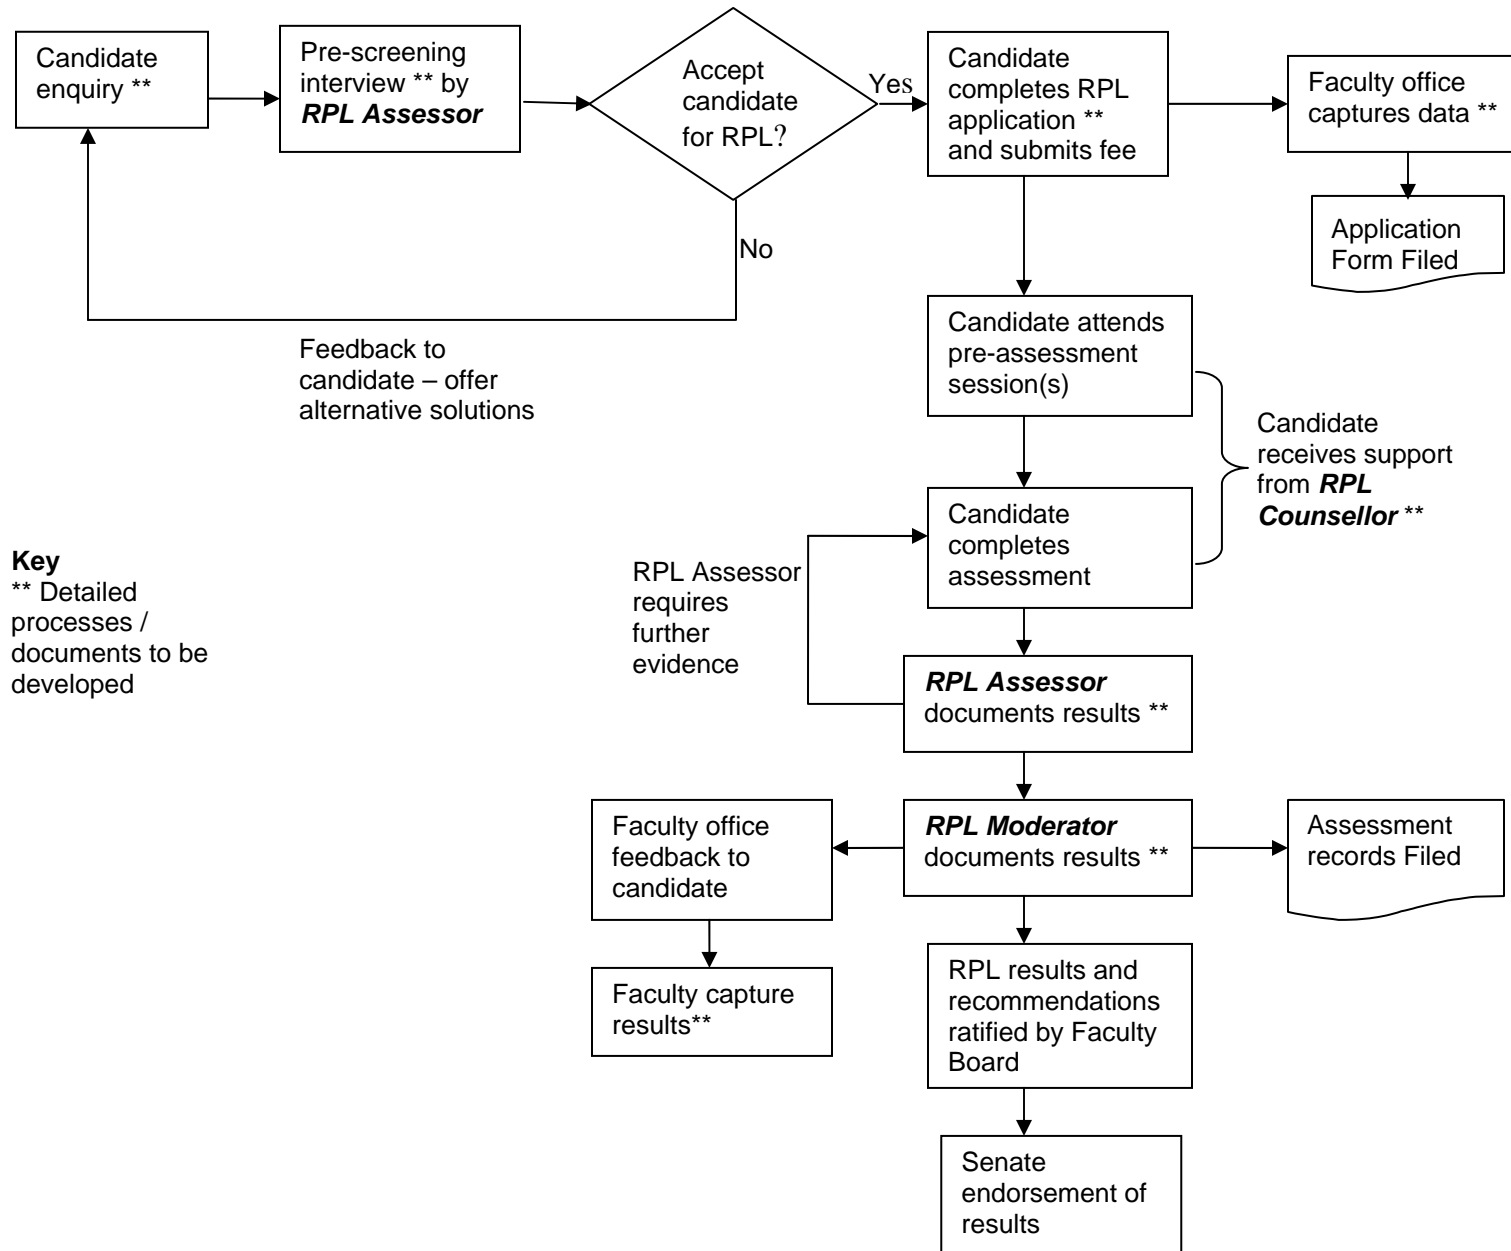 Candidate
enquiry **
Pre-screening
interview ** by
RPL Assessor
Accept
candidate
for RPL?
Yes
Candidate
completes RPL
application **
and submits fee
Faculty office
captures data **
Application
Form Filed
No
Feedback to
candidate – offer
alternative solutions
Candidate attends
pre-assessment
session(s)
Candidate
receives support
from RPL
Counsellor **
Candidate
completes
assessment
Key
** Detailed
processes /
documents to be
developed
RPL Assessor
requires
further
evidence
RPL Assessor
documents results **
Faculty office
feedback to
candidate
RPL Moderator
documents results **
Assessment
records Filed
Faculty capture
results**
RPL results and
recommendations
ratified by Faculty
Board
Senate
endorsement of
results